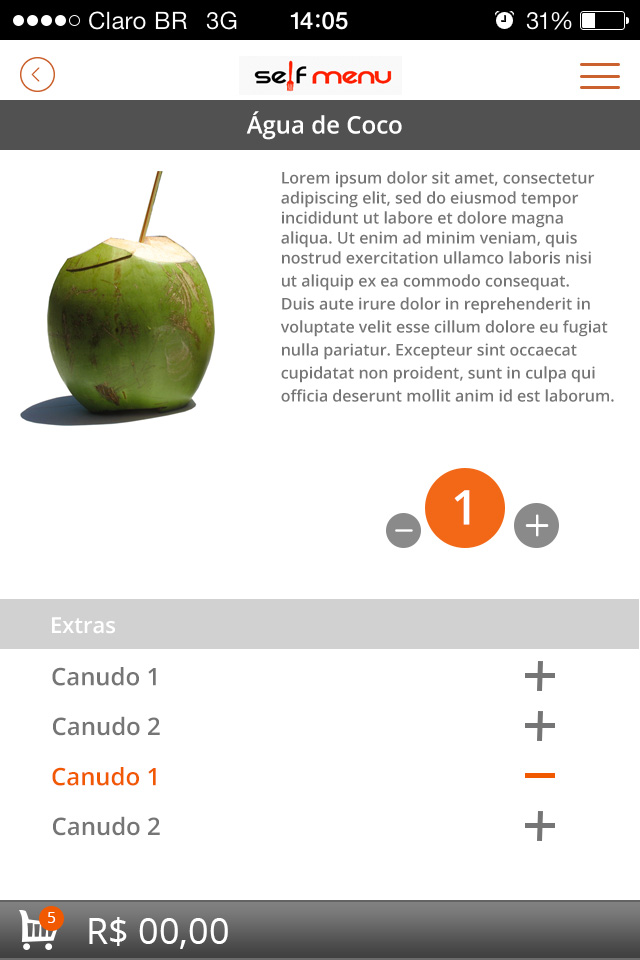 Claro BR 3G 14:05 31%
self menu
Água de Coco
Lorem ipsum dolor sit amet, consectetur
adipiscing elit, sed do eiusmod tempor
incididunt ut labore et dolore magna
aliqua. Ut enim ad minim veniam, quis
nostrud exercitation ullamco laboris nisi
ut aliquip ex ea commodo consequat.
Duis aute irure dolor in reprehenderit in
voluptate velit esse cillum dolore eu fugiat
nulla pariatur. Excepteur sint occaecat
cupidatat non proident, sunt in culpa qui
officia deserunt mollit anim id est laborum.
1
Extras
Canudo 1
Canudo 2
Canudo 1
Canudo 2
5
R$ 00,00